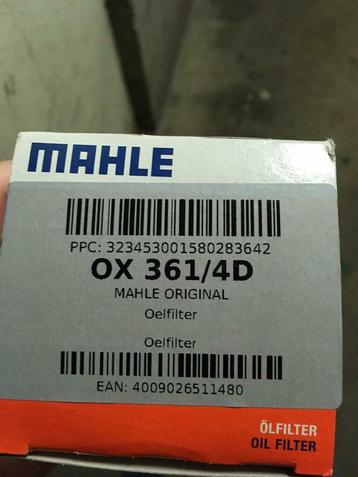 MAHLE
PPC: 323453001580283642
OX 361/4D
MAHLE ORIGINAL
Oelfilter
Oelfilter
EAN: 4009026511480
ÖLFILTER
OIL FILTER